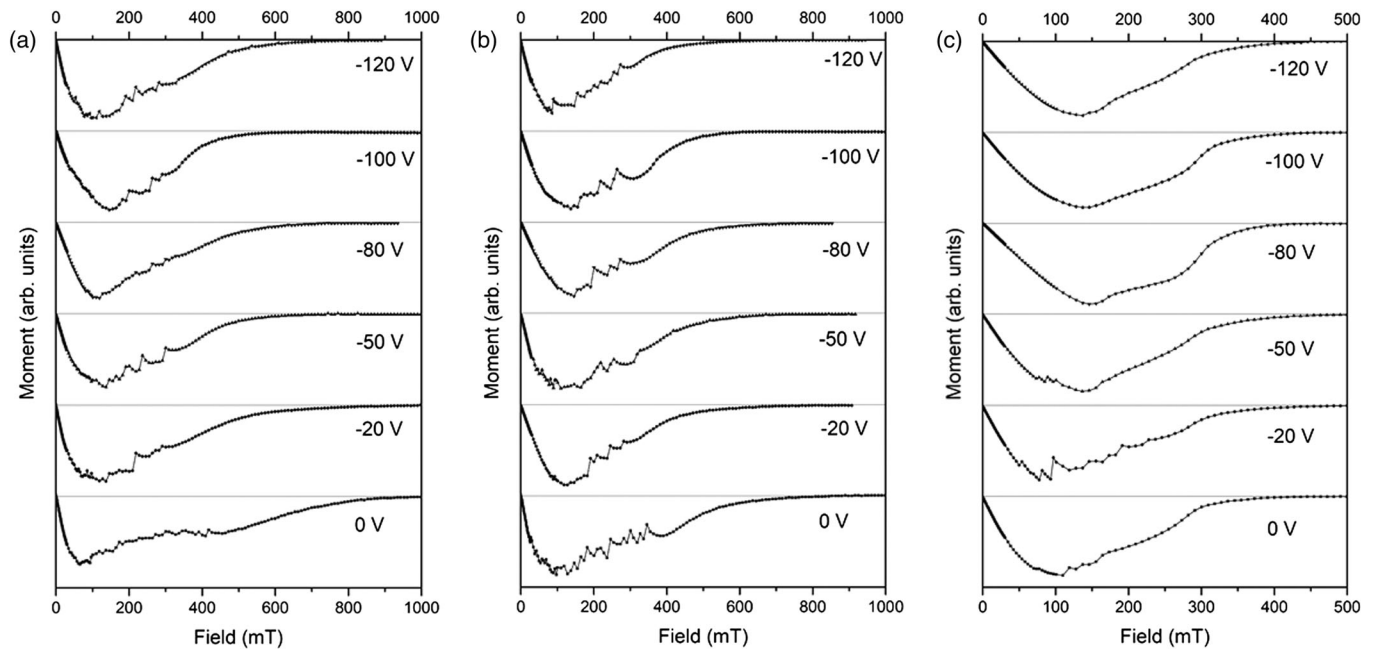 (a)
0 200 400 600 800 1000
-120 V
-100 V
-80 V
-50 V
-20 V
0 V
Moment (arb. units)
0 200 400 600 800 1000
Field (mT)
(b)
0 200 400 600 800 1000
-120 V
-100 V
-80 V
-50 V
-20 V
0 V
Moment (arb. units)
0 200 400 600 800 1000
Field (mT)
(c)
0 100 200 300 400 500
-120 V
-100 V
-80 V
-50 V
-20 V
0 V
Moment (arb. units)
0 100 200 300 400 500
Field (mT)